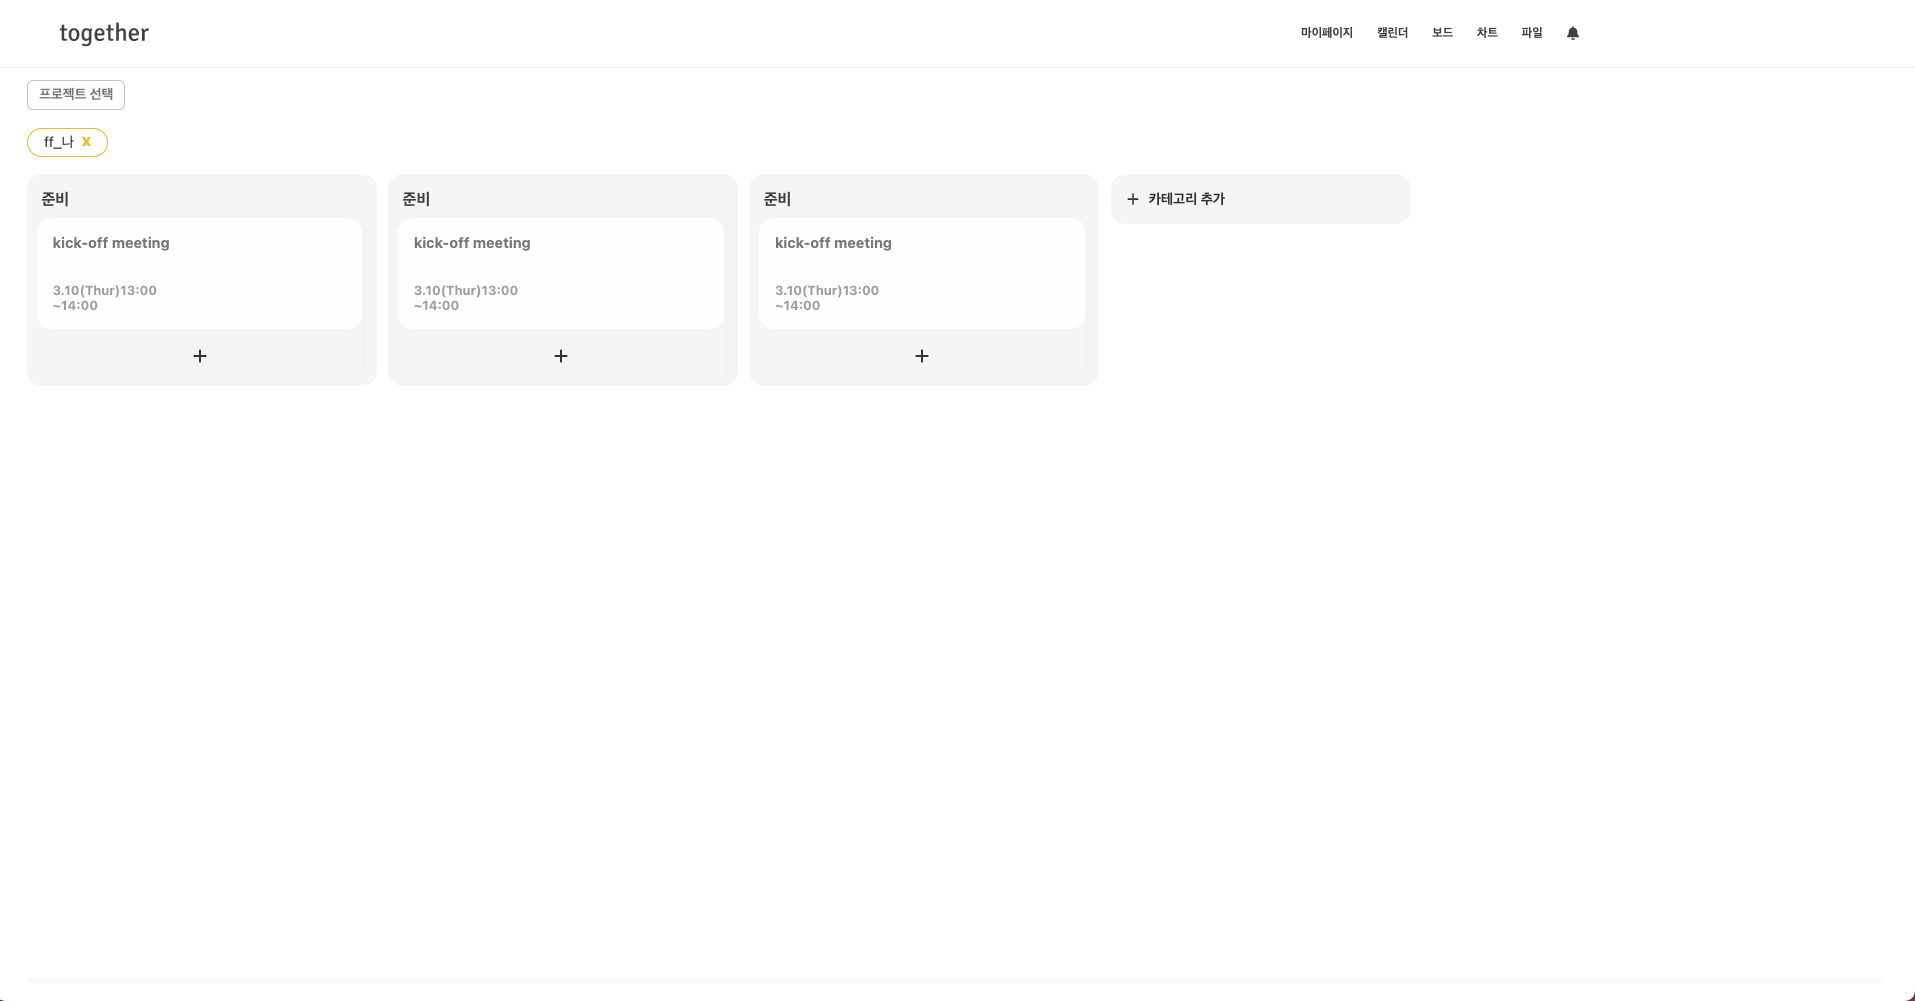 together
마이페이지 캘린더 보드 차트 파일
프로젝트 선택
ff_나 X
준비
kick-off meeting
3.10(Thur)13:00
~14:00
+
준비
kick-off meeting
3.10(Thur)13:00
~14:00
+
준비
kick-off meeting
3.10(Thur)13:00
~14:00
+
+ 카테고리 추가